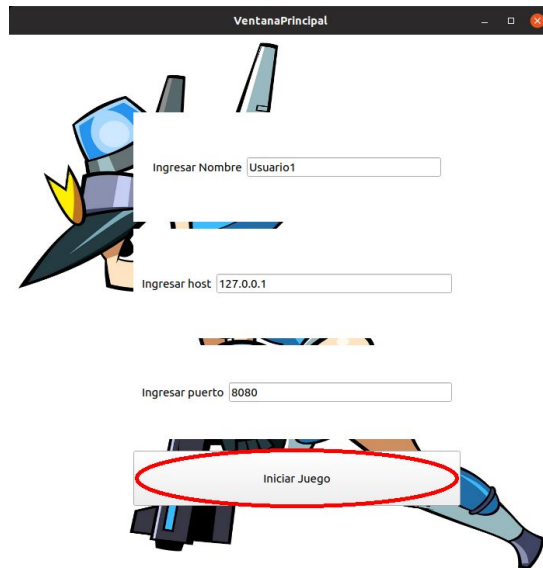 VentanaPrincipal
Ingresar Nombre Usuario1
Ingresar host 127.0.0.1
Ingresar puerto 8080
Iniciar Juego